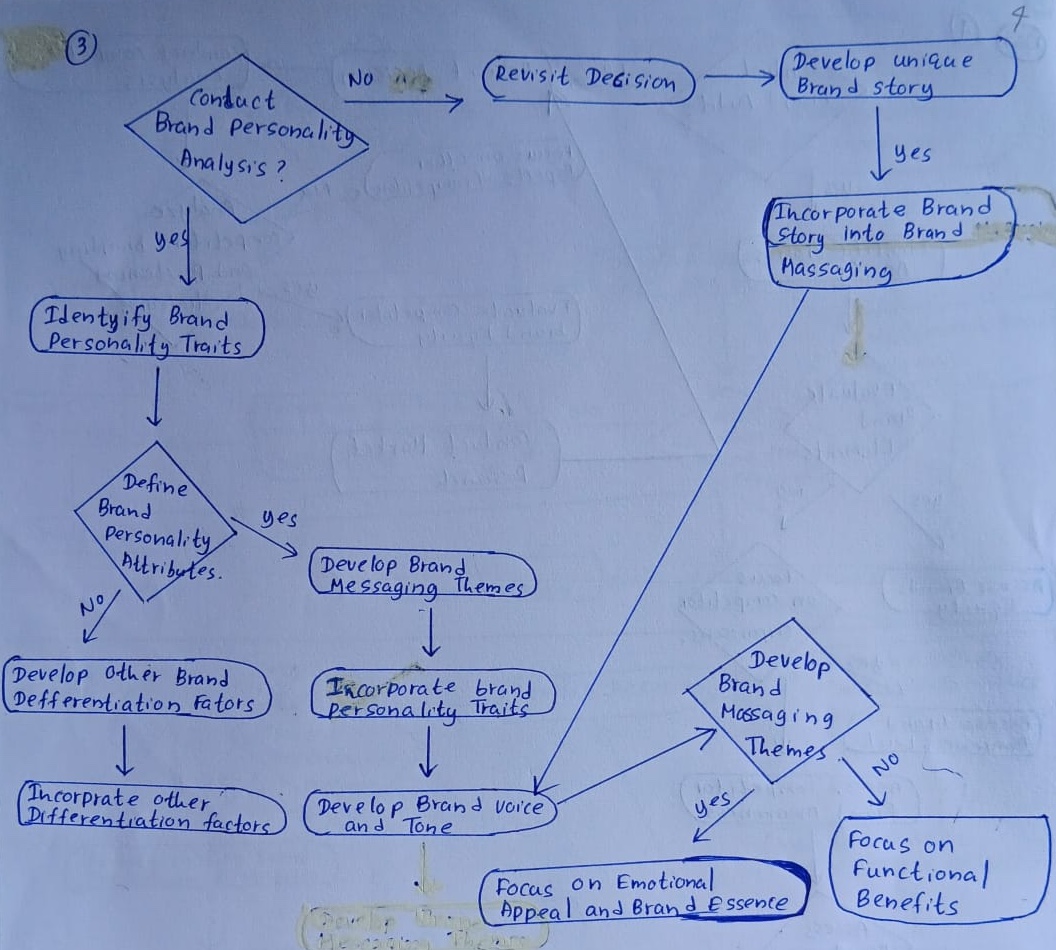 4
3
Conduct
Brand Personality
Analysis?
No
Revisit Decision
Develop unique
Brand story
yes
Incorporate Brand
Story into Brand
Massaging
yes
Identyify Brand
Personality Traits
Define
Brand
Personality
Attributes.
yes
Develop Brand
Messaging Themes
No
Develop Other Brand
Defferentiation Fators
Incorporate brand
Personality Traits
Incorprate other
Differentiation factors
Develop Brand voice
and Tone
Develop
Brand
Massaging
Themes
yes
No
Focus on Emotional
Appeal and Brand Essence
Focus on
Functional
Benefits